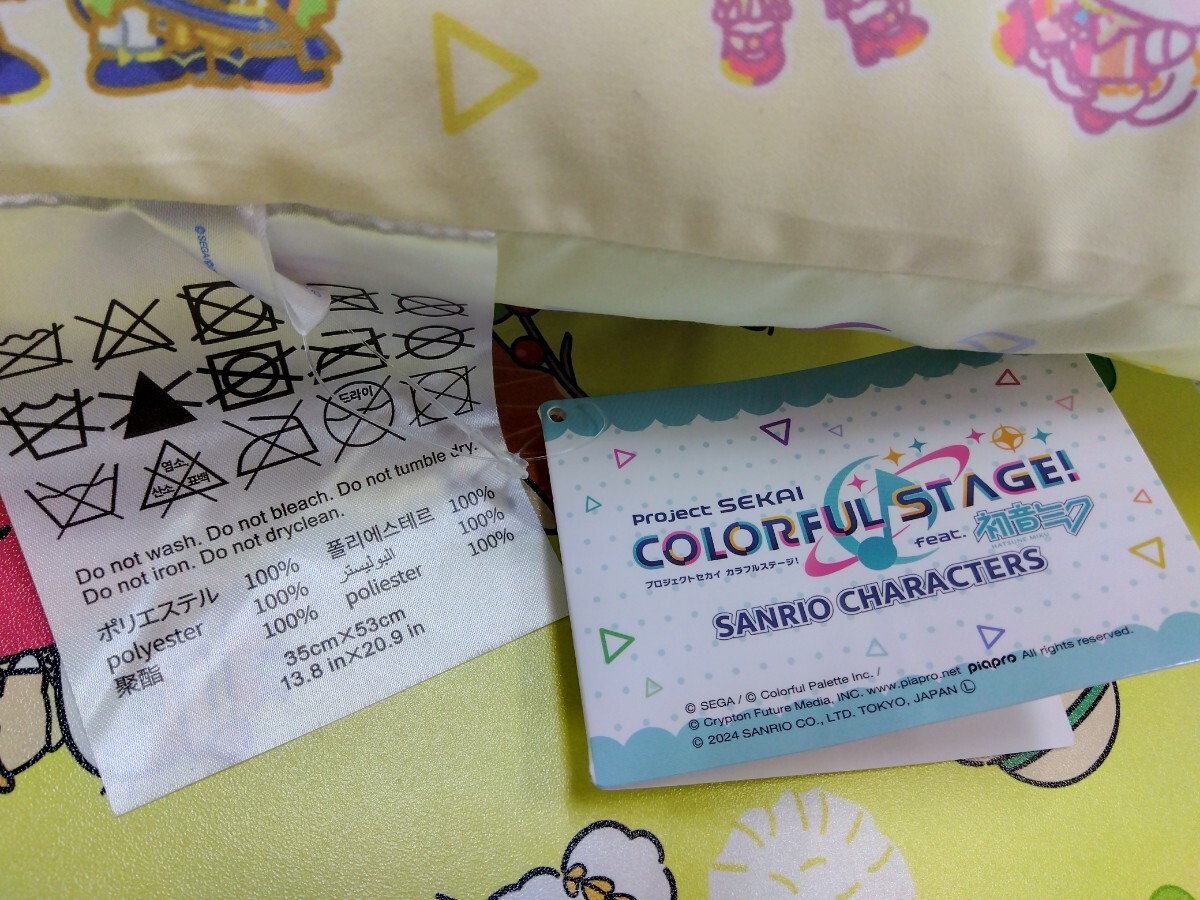 ©SEGA
드라이
염소,
산소 표백
Do not wash. Do not bleach. Do not tumble dry.
Do not iron. Do not dryclean.
ポリエステル 100% 폴리에스테르 100%
polyester 100% البوليستر 100%
聚酯 100% poliester 100%
35cm×53cm
13.8 in×20.9 in
Project SEKAI
COLORFUL STAGE!
feat. 初音ミク
HATSUNE MIKU
プロジェクトセカイ カラフルステージ!
SANRIO CHARACTERS
© SEGA / © Colorful Palette Inc. /
© Crypton Future Media, INC. www.piapro.net piapro All rights reserved.
© 2024 SANRIO CO., LTD. TOKYO, JAPAN Ⓛ